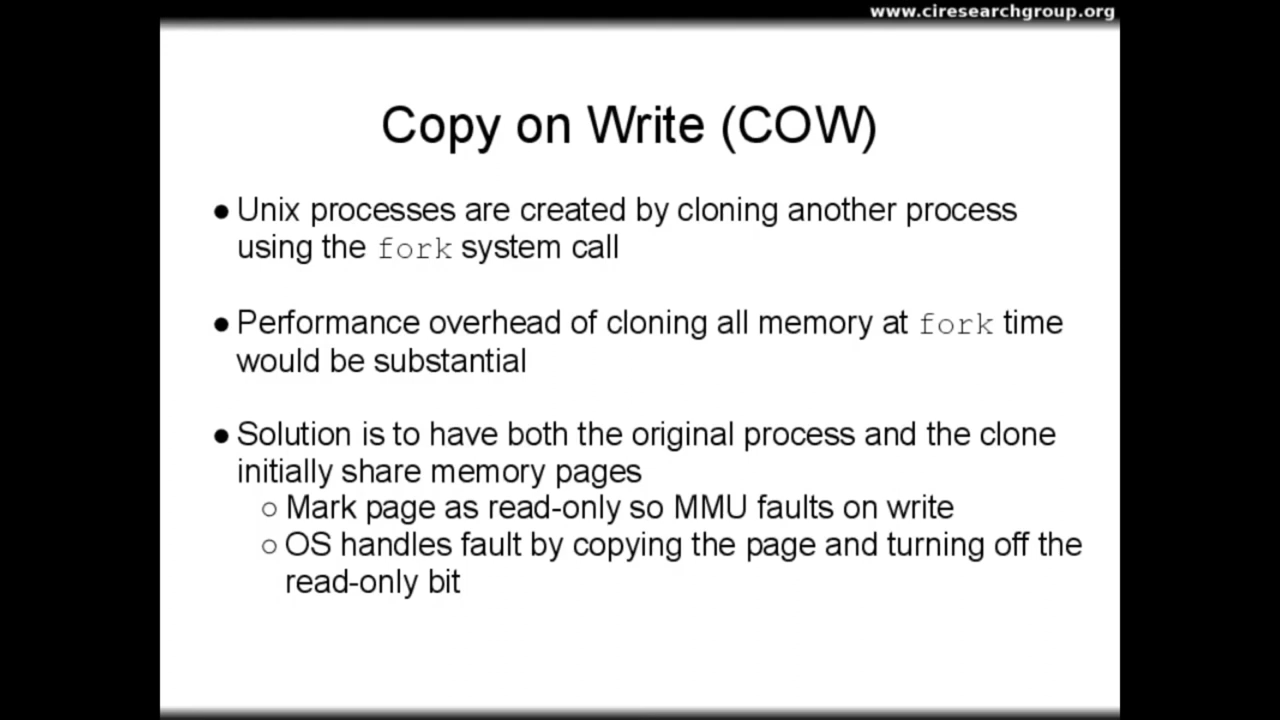 www.ciresearchgroup.org
Copy on Write (COW)
● Unix processes are created by cloning another process
using the fork system call
● Performance overhead of cloning all memory at fork time
would be substantial
● Solution is to have both the original process and the clone
initially share memory pages
○ Mark page as read-only so MMU faults on write
○ OS handles fault by copying the page and turning off the
read-only bit